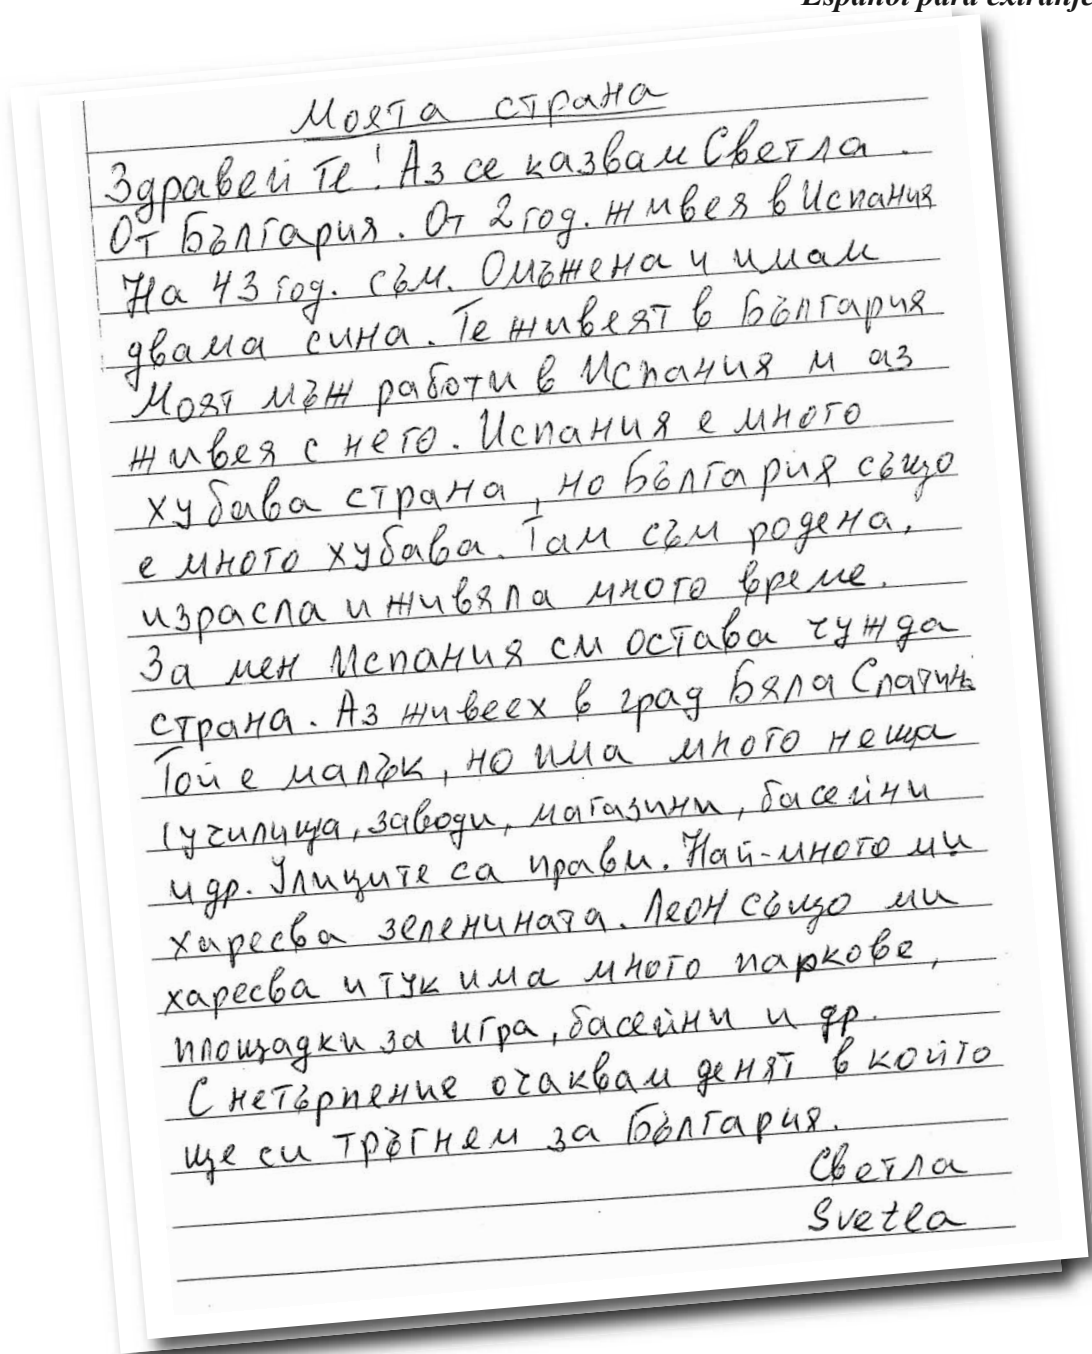 Español para extranje
Моята страна
Здравейте! Аз се казвам Светла.
От България. От 2 год. живея в Испания
На 43 год. съм. Омъжена и имам
двама сина. Те живеят в България
Моят мъж работи в Испания и аз
живея с него. Испания е много
хубава страна, но България също
е много хубава. Там съм родена,
израсла и живяла много време.
За мен Испания си остава чужда
страна. Аз живеех в град Бяла Слатина
Той е малък, но има много неща
(училища, заводи, магазини, басейни
и др. Улиците са прави. Най-много ми
харесва зеленината. Леон също ми
харесва и тук има много паркове,
площадки за игра, басейни и др.
С нетърпение очаквам денят в който
ще си тръгнем за България.
Светла
Svetla